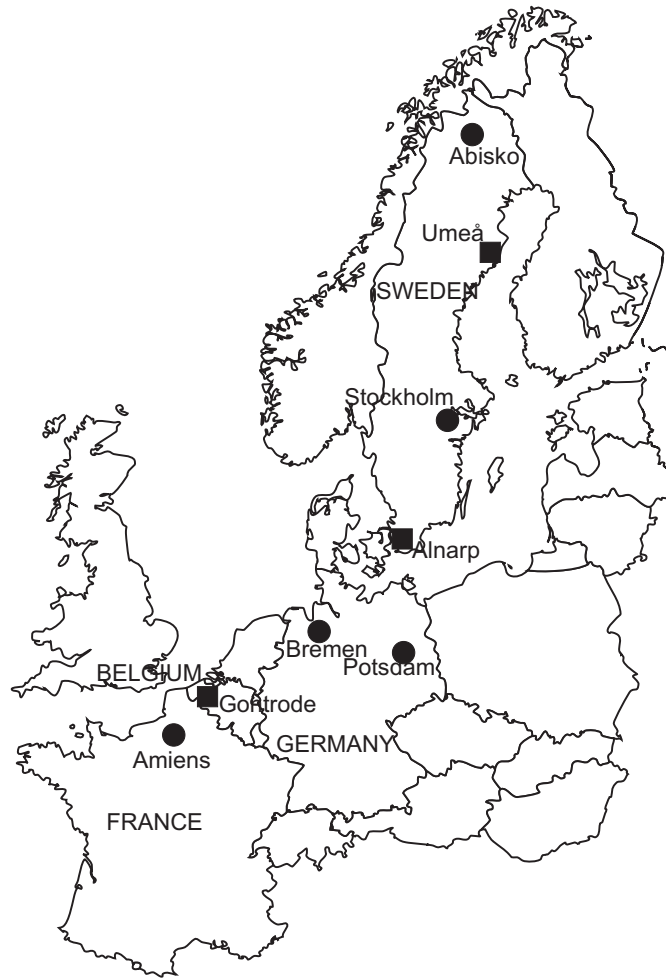 Abisko
Umeå
SWEDEN
Stockholm
Alnarp
Bremen
Potsdam
BELGIUM
Gontrode
GERMANY
Amiens
FRANCE